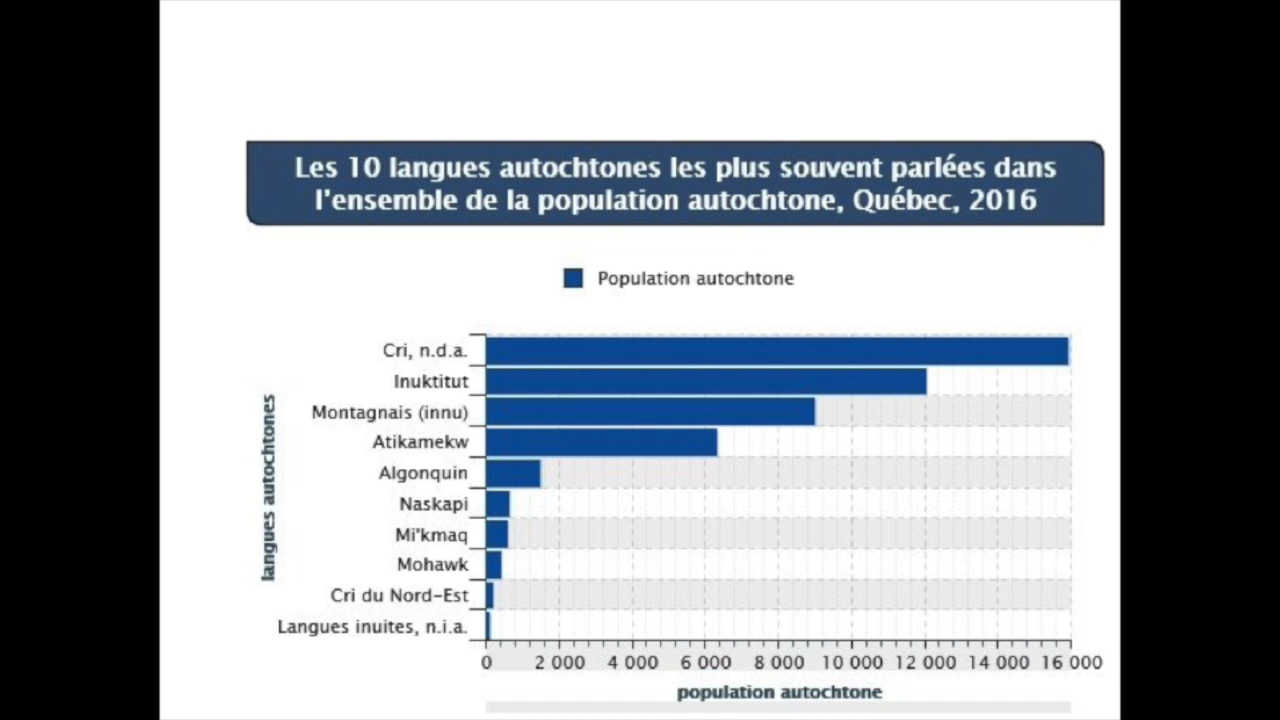 Les 10 langues autochtones les plus souvent parlées dans
l'ensemble de la population autochtone, Québec, 2016
Population autochtone
langues autochtones
Cri, n.d.a.
Inuktitut
Montagnais (innu)
Atikamekw
Algonquin
Naskapi
Mi'kmaq
Mohawk
Cri du Nord-Est
Langues inuites, n.i.a.
0 2 000 4 000 6 000 8 000 10 000 12 000 14 000 16 000
population autochtone